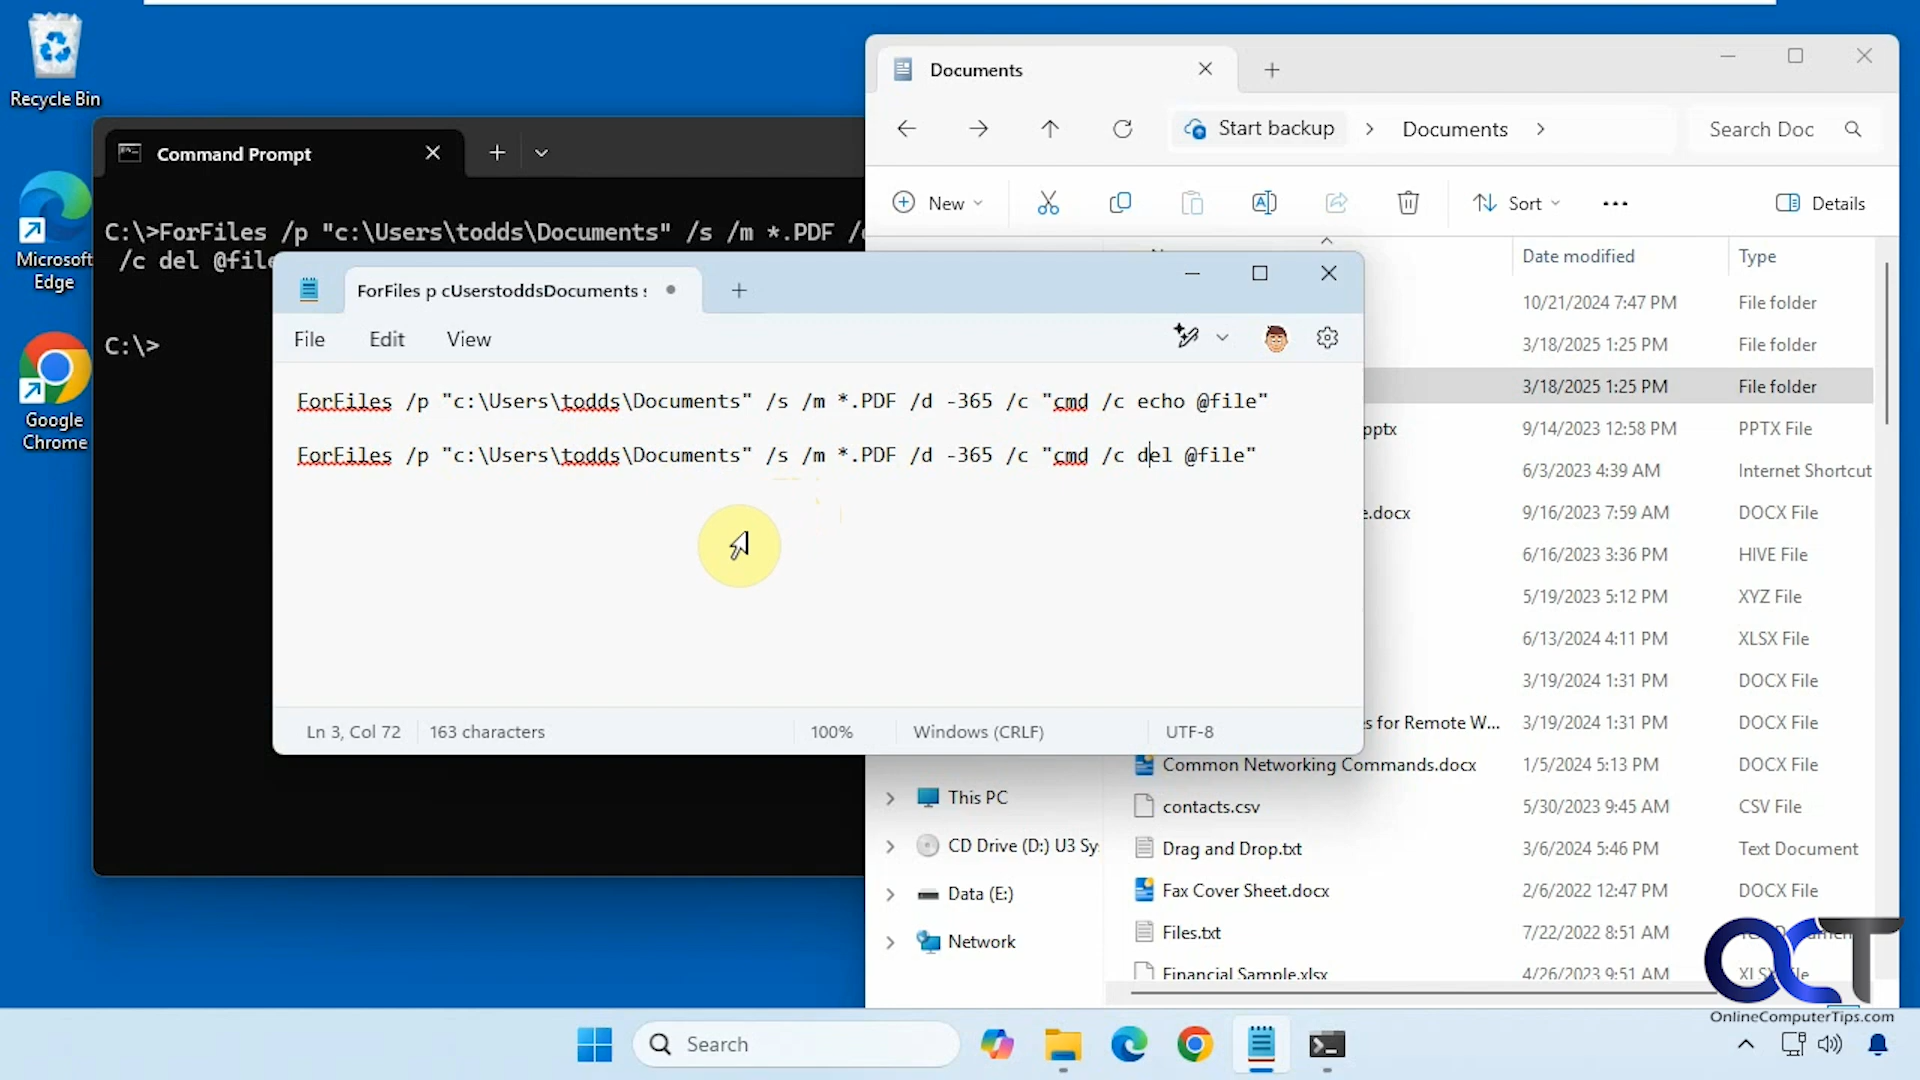 Recycle Bin
Microsoft
Edge
Google
Chrome
Command Prompt
C:\>ForFiles /p "c:\Users\todds\Documents" /s /m *.PDF
/c del @file
C:\>
Documents
Start backup
Documents
Search Doc
New
Sort
Details
Date modified
Type
10/21/2024 7:47 PM
File folder
3/18/2025 1:25 PM
File folder
3/18/2025 1:25 PM
File folder
pptx
9/14/2023 12:58 PM
PPTX File
6/3/2023 4:39 AM
Internet Shortcut
e.docx
9/16/2023 7:59 AM
DOCX File
6/16/2023 3:36 PM
HIVE File
5/19/2023 5:12 PM
XYZ File
6/13/2024 4:11 PM
XLSX File
3/19/2024 1:31 PM
DOCX File
s for Remote W...
3/19/2024 1:31 PM
DOCX File
Common Networking Commands.docx
1/5/2024 5:13 PM
DOCX File
contacts.csv
5/30/2023 9:45 AM
CSV File
Drag and Drop.txt
3/6/2024 5:46 PM
Text Document
Fax Cover Sheet.docx
2/6/2022 12:47 PM
DOCX File
Files.txt
7/22/2022 8:51 AM
Financial Sample.xlsx
4/26/2023 9:51 AM
This PC
CD Drive (D:) U3 Sy
Data (E:)
Network
ForFiles p cUserstoddsDocuments s
File
Edit
View
ForFiles /p "c:\Users\todds\Documents" /s /m *.PDF /d -365 /c "cmd /c echo @file"
ForFiles /p "c:\Users\todds\Documents" /s /m *.PDF /d -365 /c "cmd /c del @file"
Ln 3, Col 72
163 characters
100%
Windows (CRLF)
UTF-8
OCT
OnlineComputerTips.com
Search